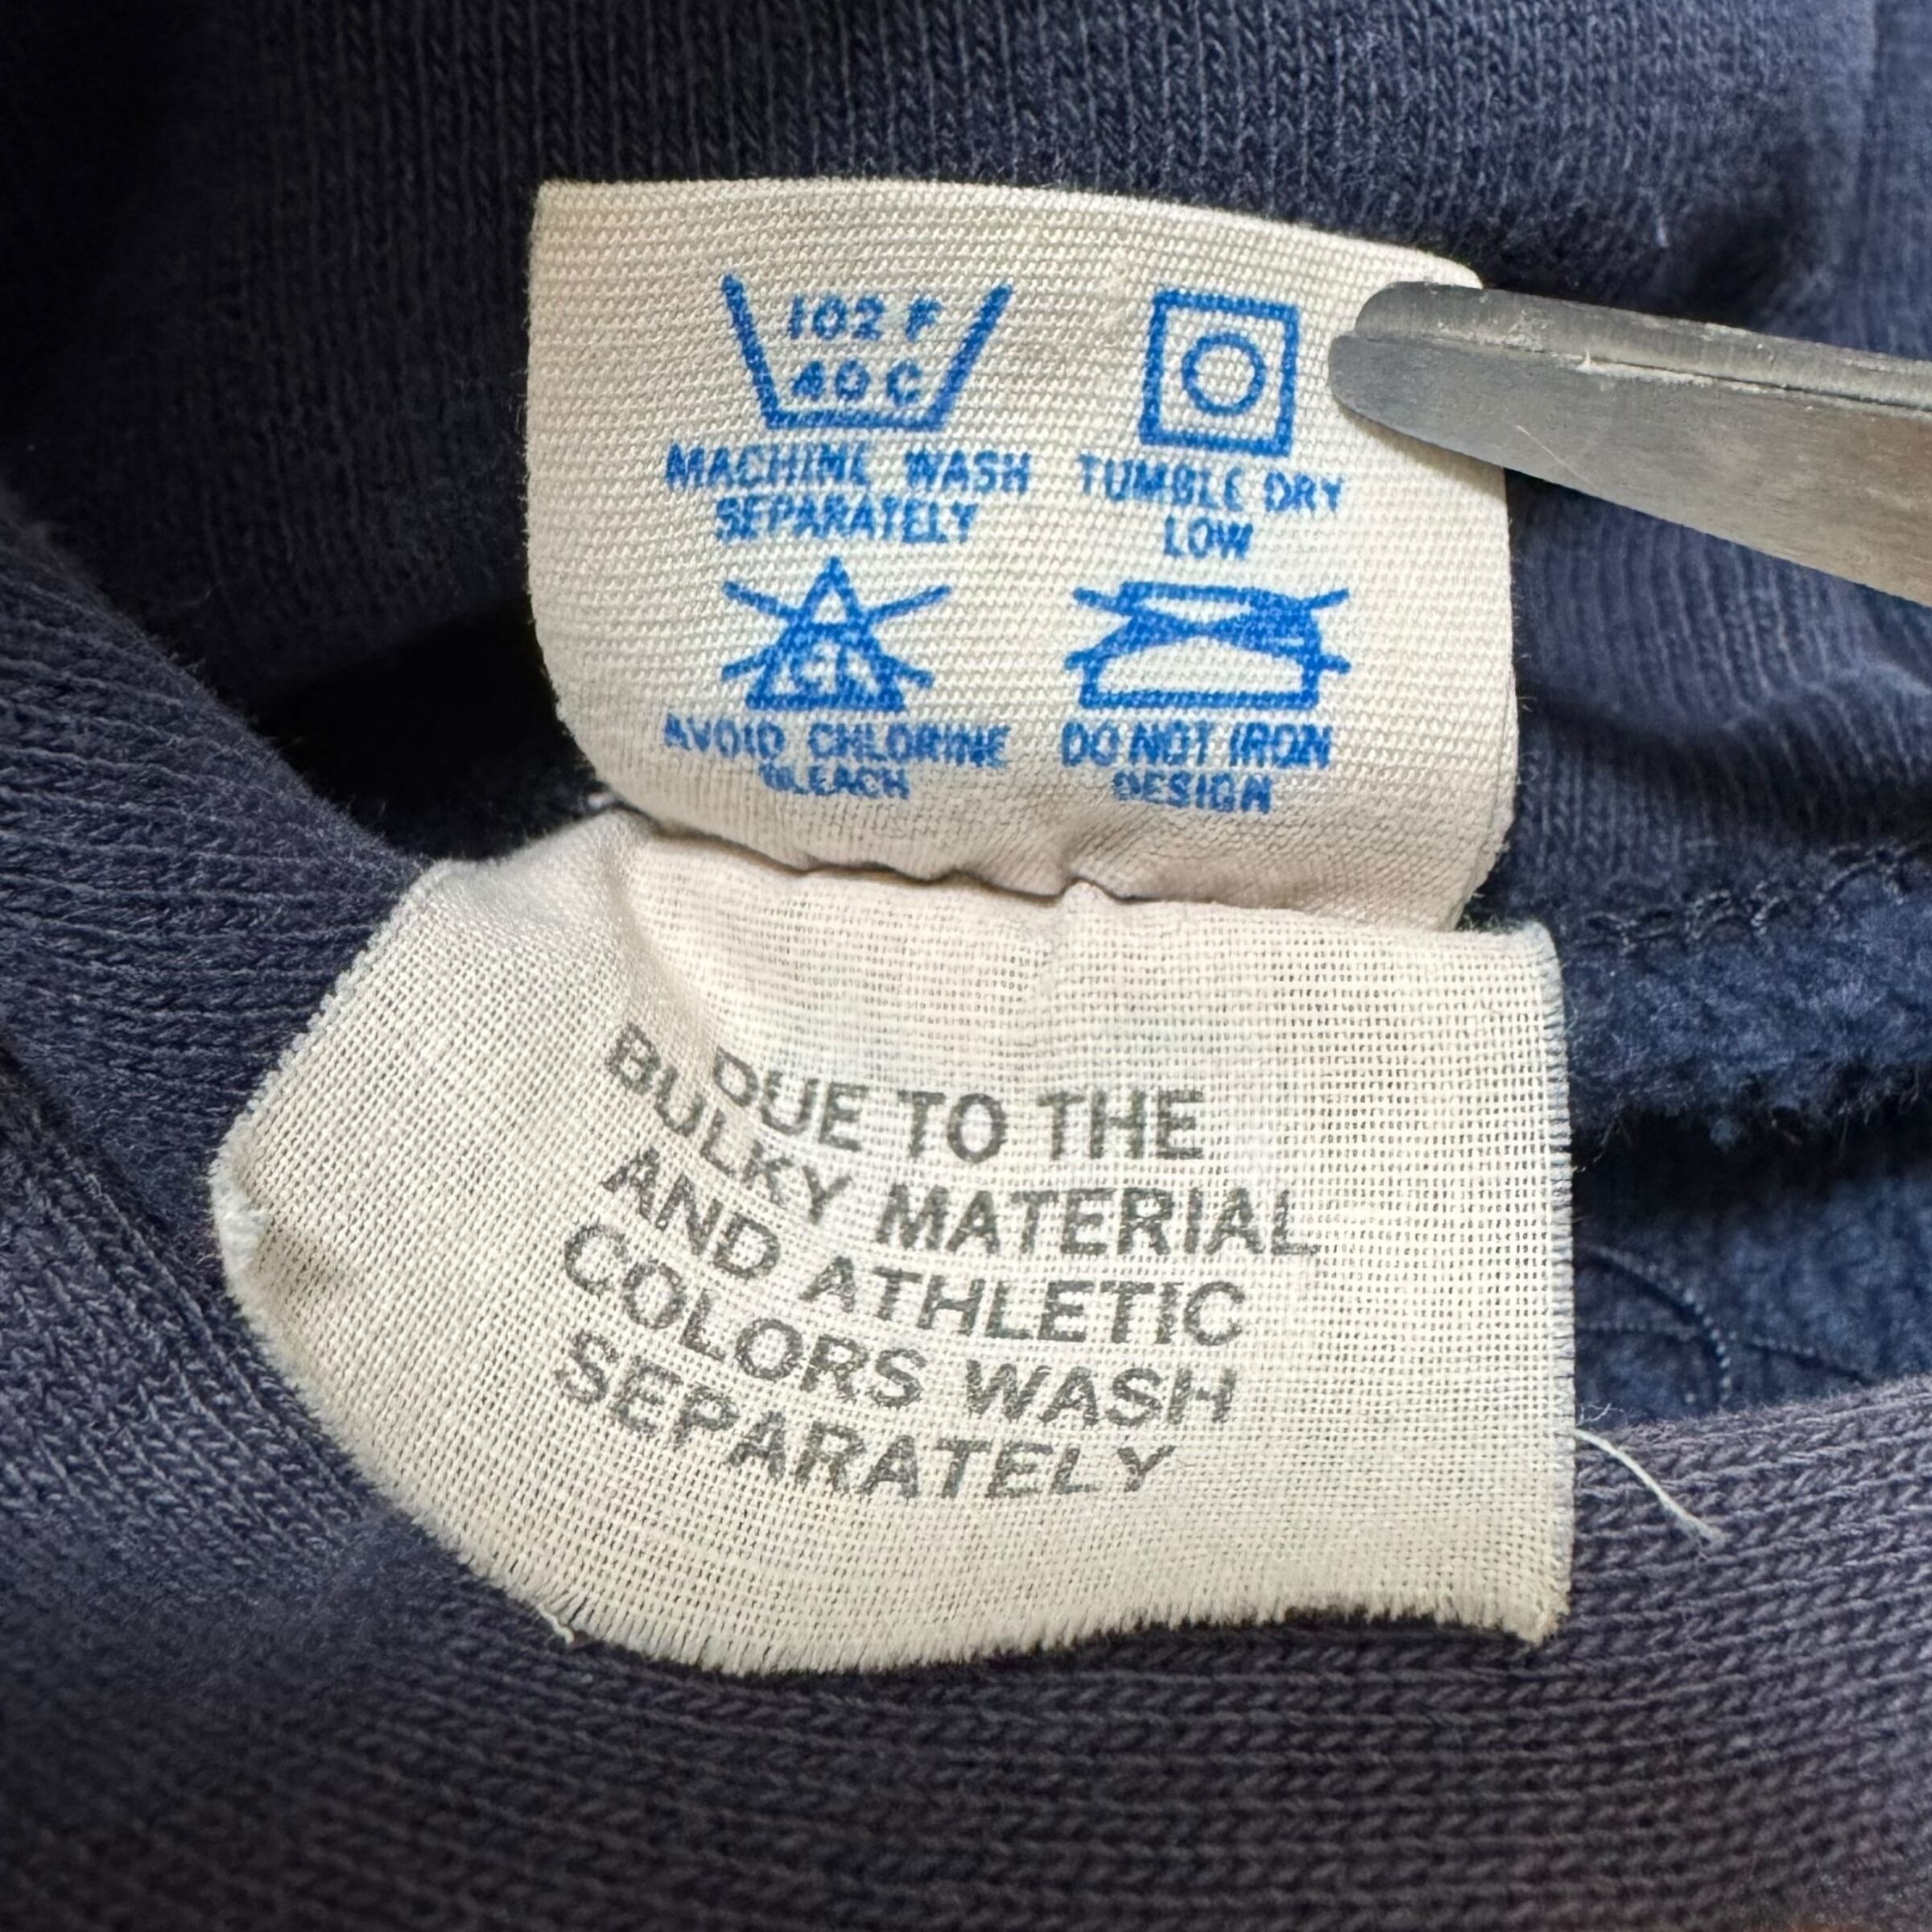 102 F
40 C
MACHINE WASH
SEPARATELY
TUMBLE DRY
LOW
CL
AVOID CHLORINE
BLEACH
DO NOT IRON
DESIGN
DUE TO THE
BULKY MATERIAL
AND ATHLETIC
COLORS WASH
SEPARATELY